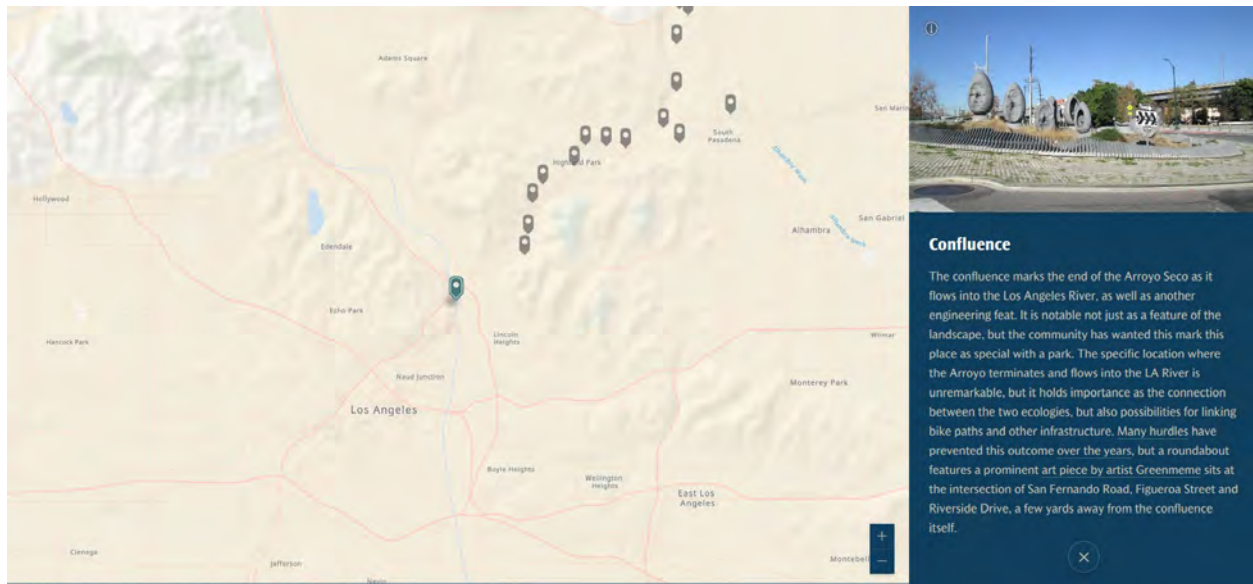 Adams Square
San Marin
South
Pasadena
Highland Park
Alhambra Wash
Hollywood
San Gabriel
Alhambra
Alhambra Wash
Edendale
Echo Park
Lincoln
Heights
Wilmar
Hancock Park
Naud Junction
Monterey Park
Los Angeles
Boyle Heights
Wellington
Heights
East Los
Angeles
Cienega
Jefferson
Montebell
+
−
Confluence
The confluence marks the end of the Arroyo Seco as it
flows into the Los Angeles River, as well as another
engineering feat. It is notable not just as a feature of the
landscape, but the community has wanted this mark this
place as special with a park. The specific location where
the Arroyo terminates and flows into the LA River is
unremarkable, but it holds importance as the connection
between the two ecologies, but also possibilities for linking
bike paths and other infrastructure. Many hurdles have
prevented this outcome over the years, but a roundabout
features a prominent art piece by artist Greenmeme sits at
the intersection of San Fernando Road, Figueroa Street and
Riverside Drive, a few yards away from the confluence
itself.